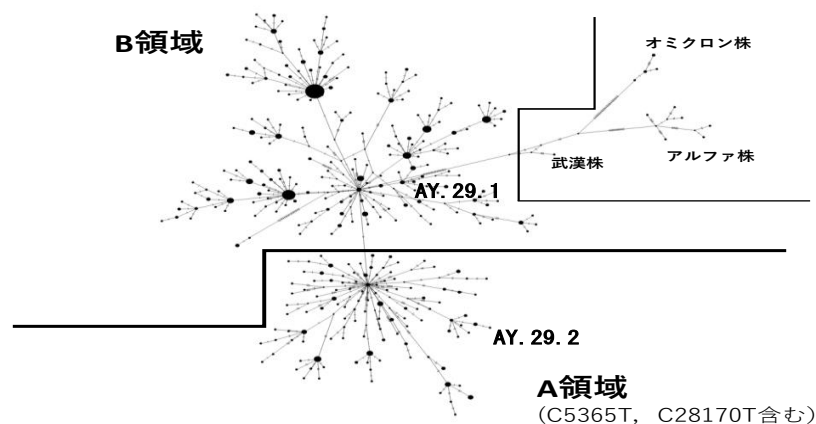 B領域
オミクロン株
武漢株
アルファ株
AY.29.1
AY.29.2
A領域
(C5365T, C28170T含む)